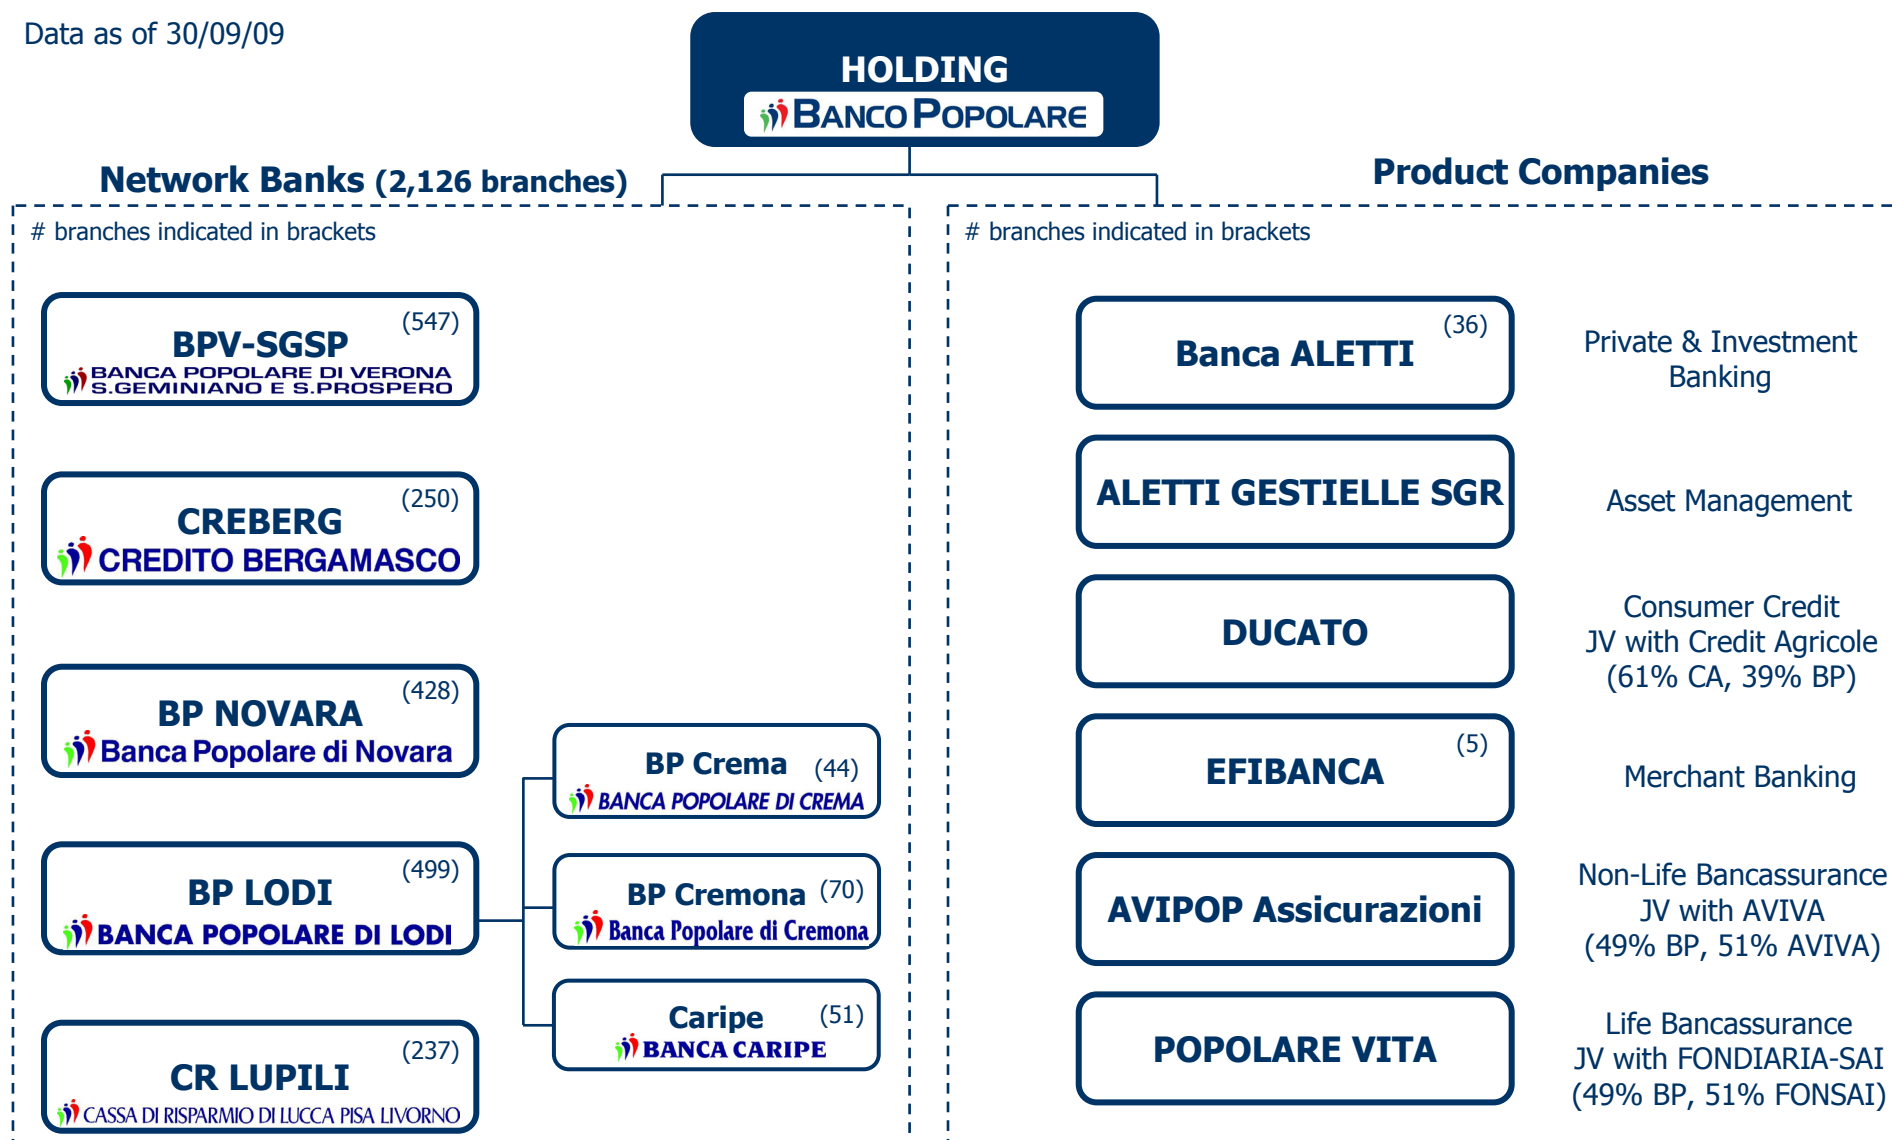 Data as of 30/09/09
HOLDING
BANCO POPOLARE
Network Banks (2,126 branches)
# branches indicated in brackets
BPV-SGSP (547)
BANCA POPOLARE DI VERONA
S.GEMINIANO E S.PROSPERO
CREBERG (250)
CREDITO BERGAMASCO
BP NOVARA (428)
Banca Popolare di Novara
BP LODI (499)
BANCA POPOLARE DI LODI
BP Crema (44)
BANCA POPOLARE DI CREMA
BP Cremona (70)
Banca Popolare di Cremona
Caripe (51)
BANCA CARIPE
CR LUPILI (237)
CASSA DI RISPARMIO DI LUCCA PISA LIVORNO
Product Companies
# branches indicated in brackets
Banca ALETTI (36)
Private & Investment
Banking
ALETTI GESTIELLE SGR
Asset Management
DUCATO
Consumer Credit
JV with Credit Agricole
(61% CA, 39% BP)
EFIBANCA (5)
Merchant Banking
AVIPOP Assicurazioni
Non-Life Bancassurance
JV with AVIVA
(49% BP, 51% AVIVA)
POPOLARE VITA
Life Bancassurance
JV with FONDIARIA-SAI
(49% BP, 51% FONSAI)